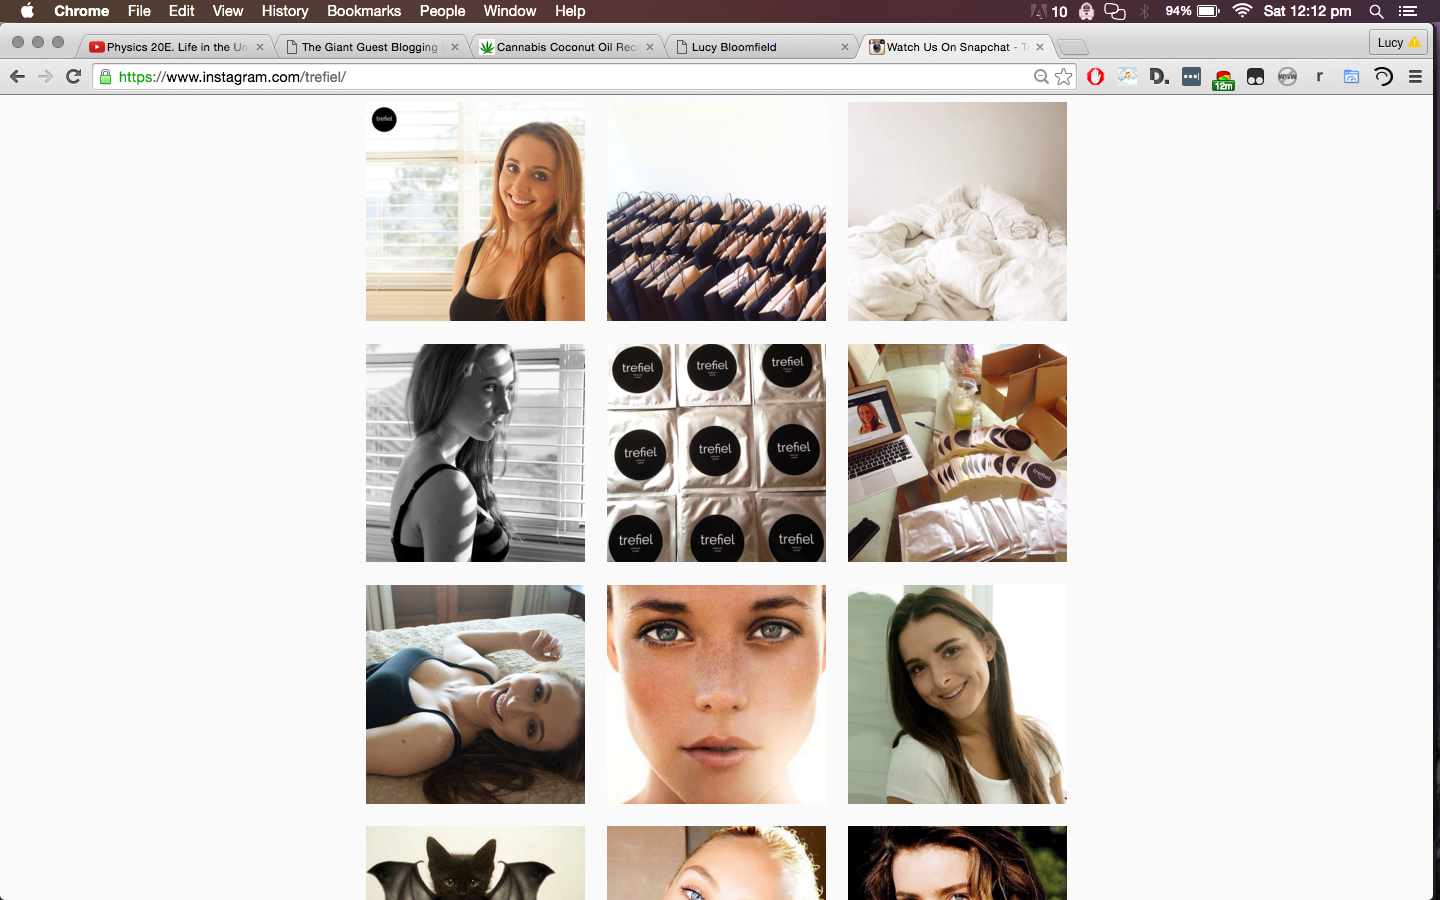 Chrome File Edit View History Bookmarks People Window Help 10 94% Sat 12:12 pm
Physics 20E. Life in the Un The Giant Guest Blogging Cannabis Coconut Oil Rec Lucy Bloomfield Watch Us On Snapchat - Tr Lucy
https://www.instagram.com/trefiel/ D. 12m www r
trefiel
trefiel trefiel trefiel
trefiel trefiel trefiel
trefiel trefiel trefiel
trefiel